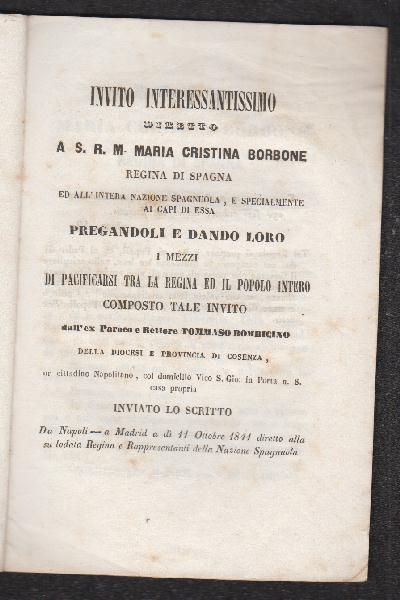 INVITO INTERESSANTISSIMO
DIRETTO
A S. R. M. MARIA CRISTINA BORBONE
REGINA DI SPAGNA
ED ALL'INTERA NAZIONE SPAGNUOLA, E SPECIALMENTE
AI CAPI DI ESSA
PREGANDOLI E DANDO LORO
I MEZZI
DI PACIFICARSI TRA LA REGINA ED IL POPOLO INTERO
COMPOSTO TALE INVITO
dall'ex Paroco e Rettore TOMMASO BOMBICINO
DELLA DIOCESI E PROVINCIA DI COSENZA,
or cittadino Napolitano, col domicilio Vico S. Gio. in Porta n. 8.
casa propria
INVIATO LO SCRITTO
Da Napoli — a Madrid a dì 11 Ottobre 1841 diretto alla
su lodata Regina e Rappresentanti della Nazione Spagnuola